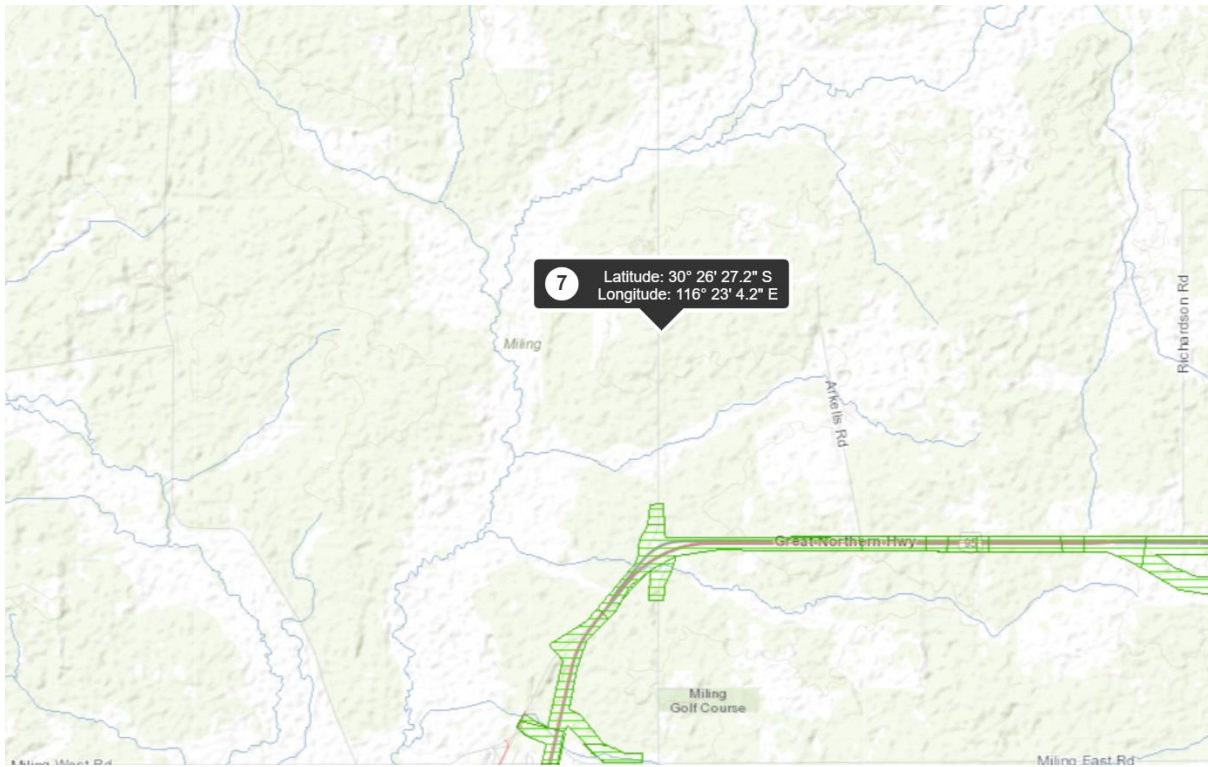 7
Latitude: 30° 26' 27.2" S
Longitude: 116° 23' 4.2" E
Richardson Rd
Miling
Arkells Rd
Great Northern Hwy
95
Miling
Golf Course
Miling West Rd
Miling East Rd